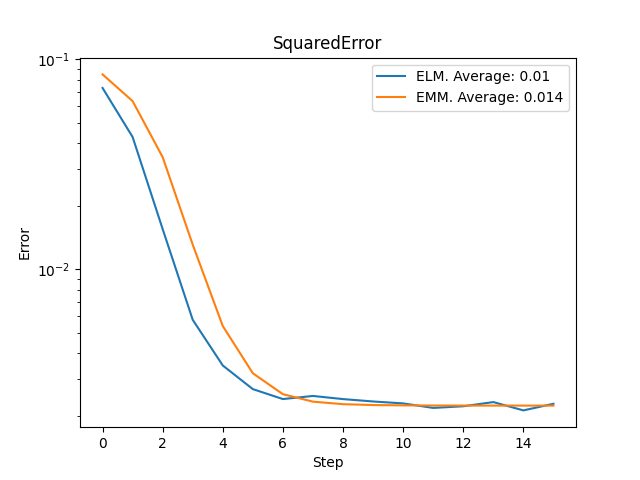 SquaredError
ELM. Average: 0.01
EMM. Average: 0.014
Error
10⁻¹
10⁻²
0 2 4 6 8 10 12 14
Step